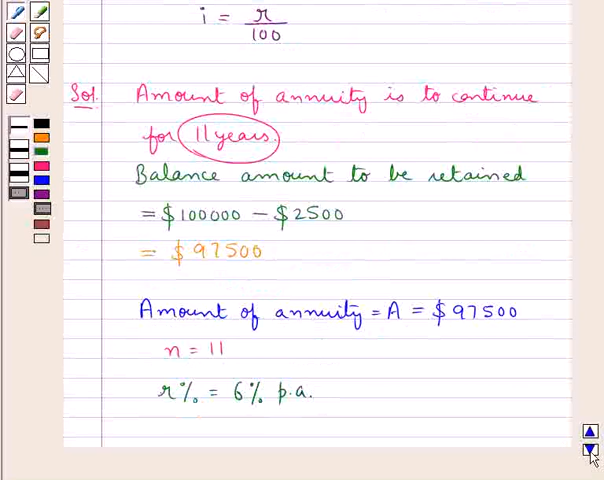 i = r
100
Sol. Amount of annuity is to continue
for 11 years.
Balance amount to be retained
= $100000 - $2500
= $97500
Amount of annuity = A = $97500
n = 11
r% = 6% p.a.